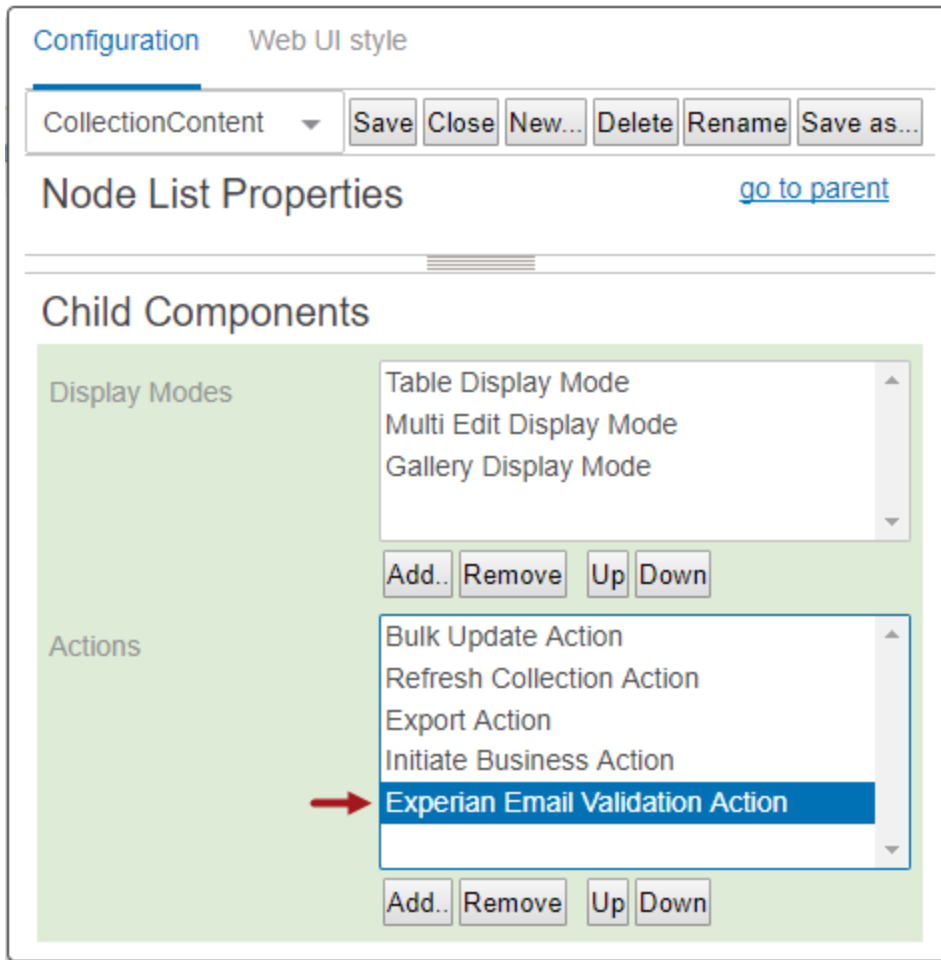 Configuration Web UI style
CollectionContent Save Close New... Delete Rename Save as...
Node List Properties go to parent
Child Components
Display Modes
Table Display Mode
Multi Edit Display Mode
Gallery Display Mode
Add.. Remove Up Down
Actions
Bulk Update Action
Refresh Collection Action
Export Action
Initiate Business Action
Experian Email Validation Action
Add.. Remove Up Down